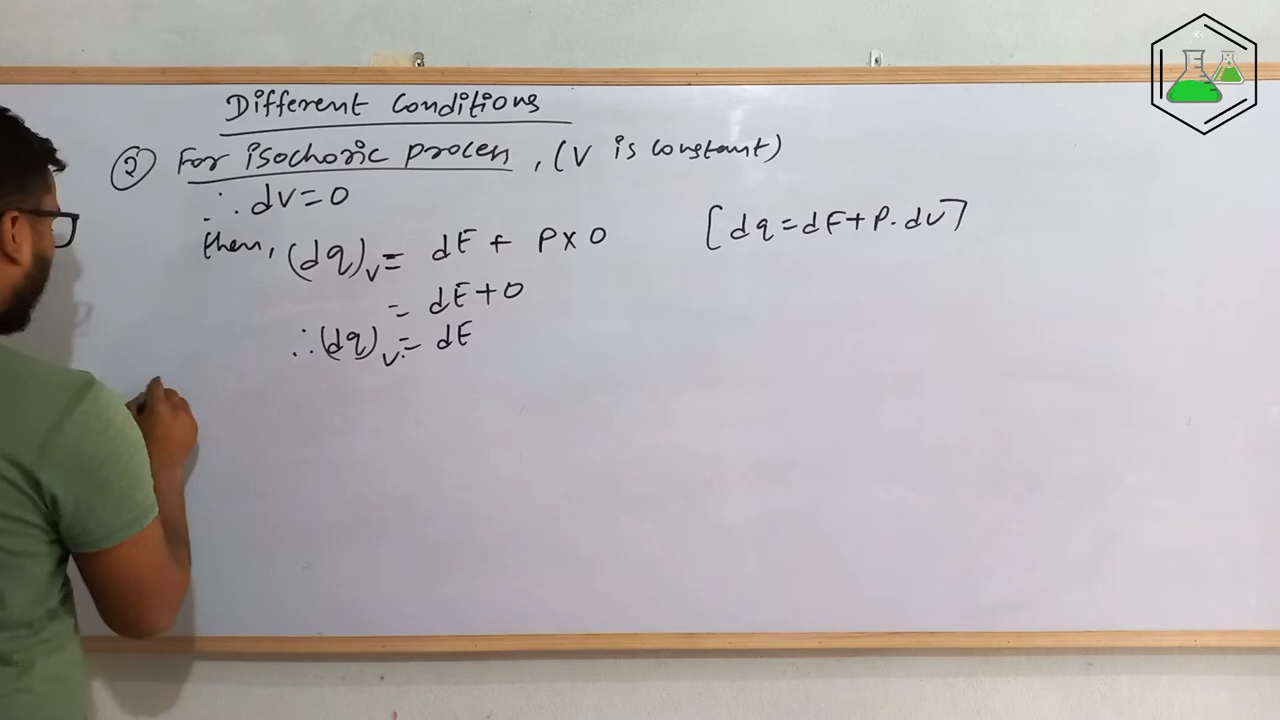 Different Conditions
② For isochoric process, (V is constant)
∴ dV = 0
then, (dq)ᵥ = dE + P × 0 [dq = dE + P. dV]
= dE + 0
∴ (dq)ᵥ = dE